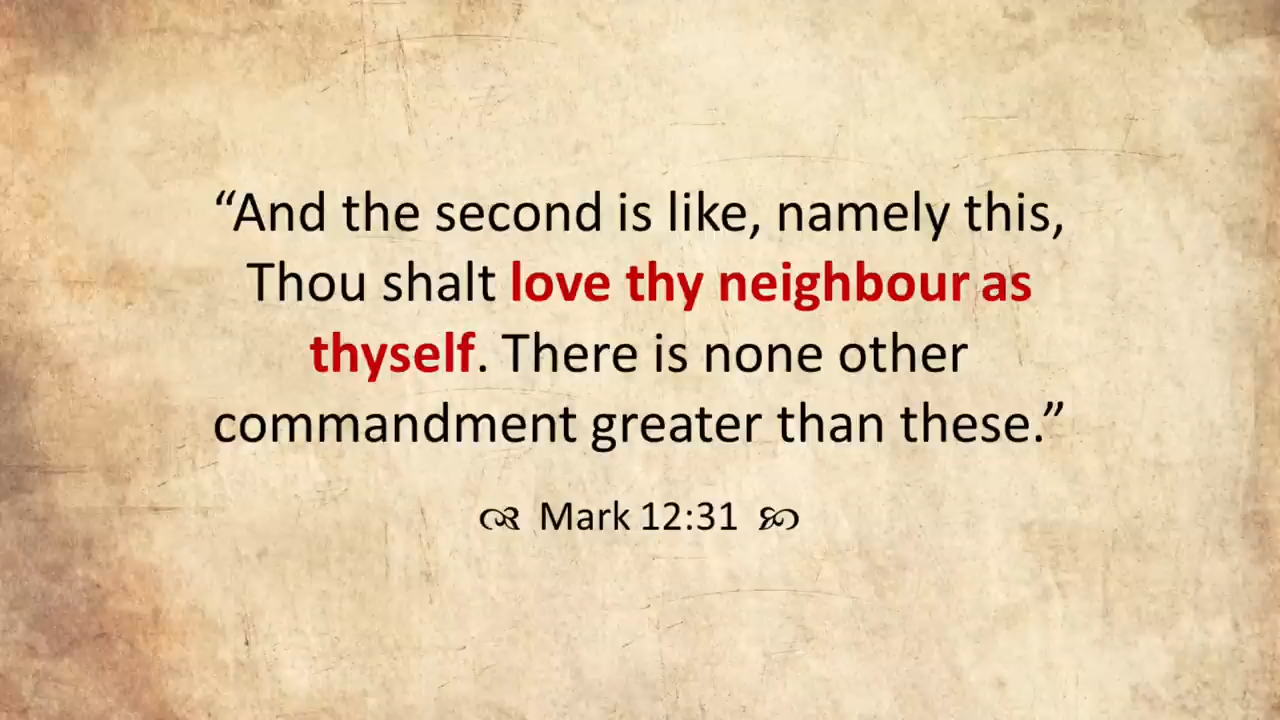 “And the second is like, namely this,
Thou shalt love thy neighbour as
thyself. There is none other
commandment greater than these.”
Mark 12:31